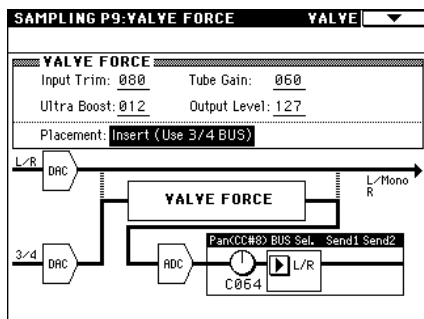 SAMPLING P9:VALVE FORCE VALVE
VALVE FORCE
Input Trim: 080 Tube Gain: 060
Ultra Boost: 012 Output Level: 127
Placement: Insert (Use 3/4 BUS)
L/R DAC
L/Mono
R
VALVE FORCE
Pan(CC#8) BUS Sel. Send1 Send2
3/4 DAC ADC L/R
C064